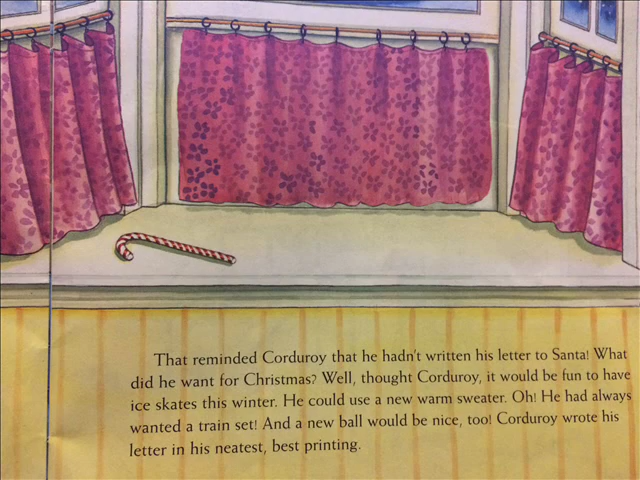 That reminded Corduroy that he hadn't written his letter to Santa! What
did he want for Christmas? Well, thought Corduroy, it would be fun to have
ice skates this winter. He could use a new warm sweater. Oh! He had always
wanted a train set! And a new ball would be nice, too! Corduroy wrote his
letter in his neatest, best printing.